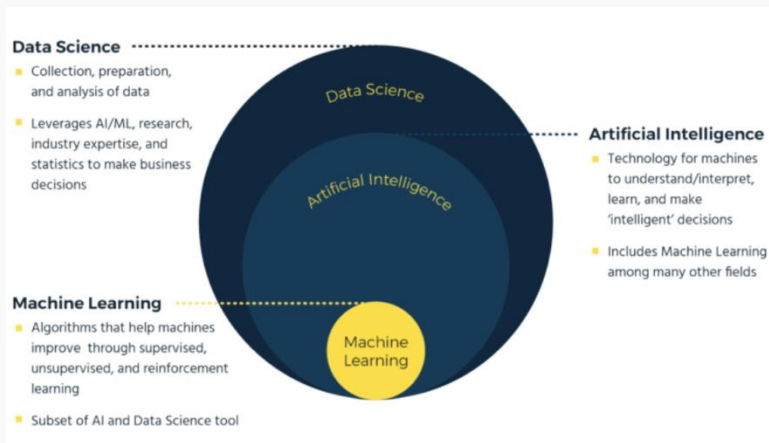 Data Science
Collection, preparation,
and analysis of data
Leverages AI/ML, research,
industry expertise, and
statistics to make business
decisions
Data Science
Artificial Intelligence
Artificial Intelligence
Technology for machines
to understand/interpret,
learn, and make
‘intelligent’ decisions
Includes Machine Learning
among many other fields
Machine Learning
Algorithms that help machines
improve through supervised,
unsupervised, and reinforcement
learning
Subset of AI and Data Science tool
Machine
Learning